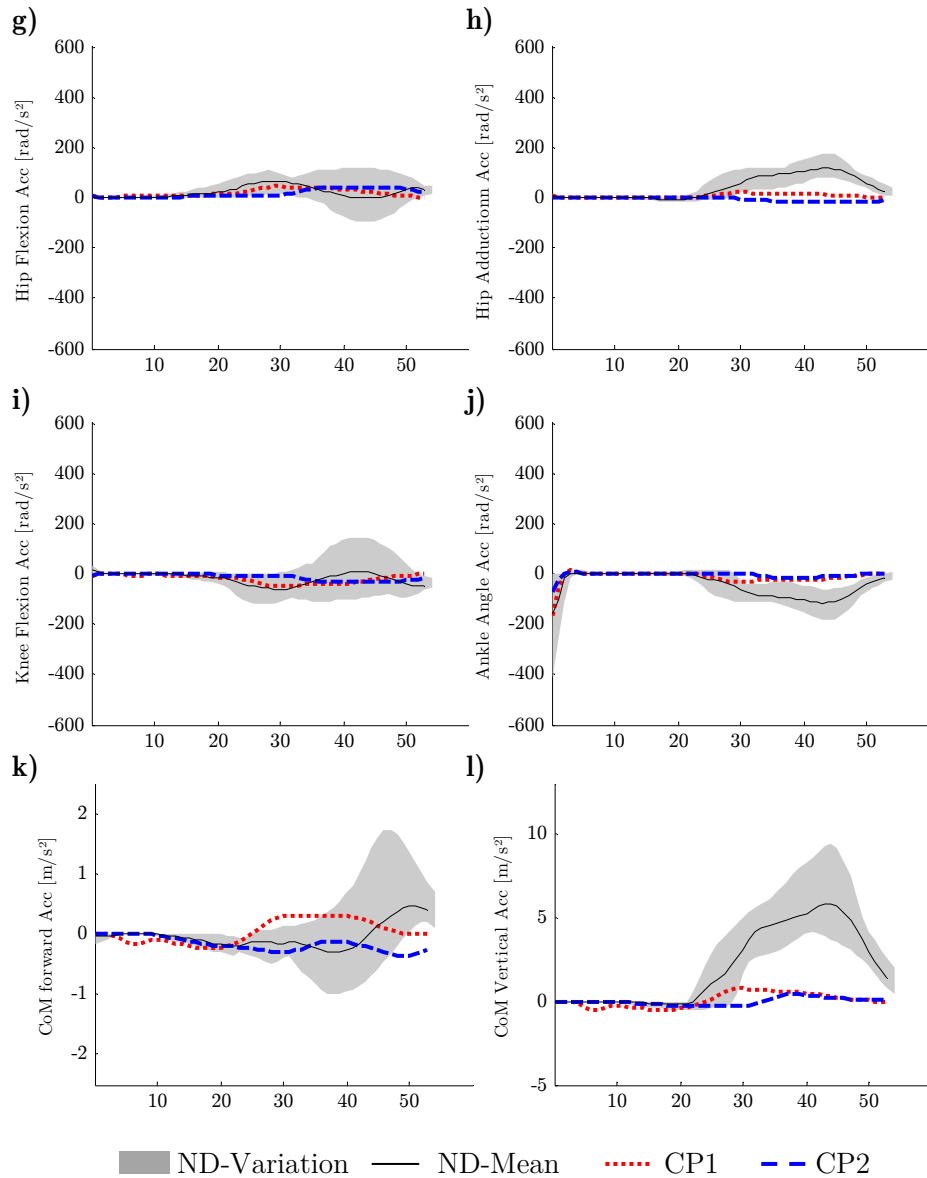 g)
Hip Flexion Acc [rad/s²]
600
400
200
0
-200
-400
-600
10 20 30 40 50
h)
Hip Adductionn Acc [rad/s²]
600
400
200
0
-200
-400
-600
10 20 30 40 50
i)
Knee Flexion Acc [rad/s²]
600
400
200
0
-200
-400
-600
10 20 30 40 50
j)
Ankle Angle Acc [rad/s²]
600
400
200
0
-200
-400
-600
10 20 30 40 50
k)
CoM forward Acc [m/s²]
2
1
0
-1
-2
10 20 30 40 50
l)
CoM Vertical Acc [m/s²]
10
5
0
-5
10 20 30 40 50
ND-Variation ND-Mean CP1 CP2